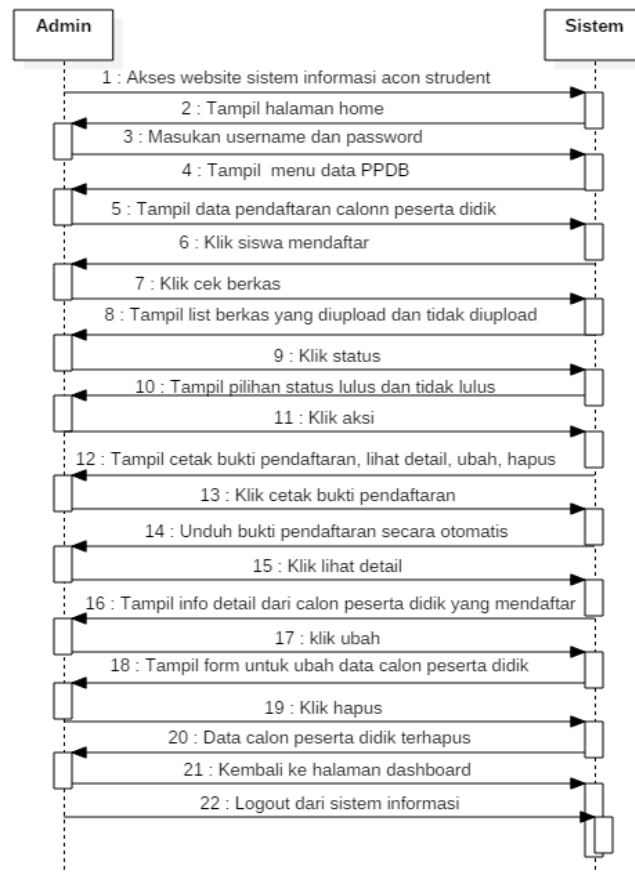 Admin
Sistem
1 : Akses website sistem informasi acon strudent
2 : Tampil halaman home
3 : Masukan username dan password
4 : Tampil menu data PPDB
5 : Tampil data pendaftaran calonn peserta didik
6 : Klik siswa mendaftar
7 : Klik cek berkas
8 : Tampil list berkas yang diupload dan tidak diupload
9 : Klik status
10 : Tampil pilihan status lulus dan tidak lulus
11 : Klik aksi
12 : Tampil cetak bukti pendaftaran, lihat detail, ubah, hapus
13 : Klik cetak bukti pendaftaran
14 : Unduh bukti pendaftaran secara otomatis
15 : Klik lihat detail
16 : Tampil info detail dari calon peserta didik yang mendaftar
17 : klik ubah
18 : Tampil form untuk ubah data calon peserta didik
19 : Klik hapus
20 : Data calon peserta didik terhapus
21 : Kembali ke halaman dashboard
22 : Logout dari sistem informasi